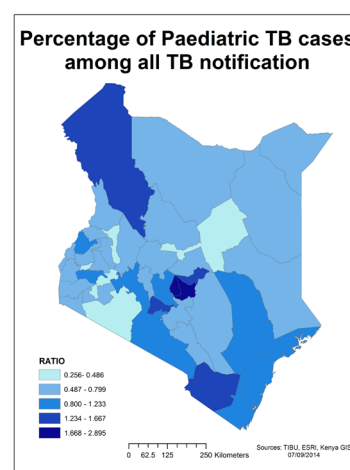 Percentage of Paediatric TB cases
among all TB notification
RATIO
0.256- 0.486
0.487 - 0.799
0.800 - 1.233
1.234 - 1.667
1.668 - 2.895
0 62.5 125 250 Kilometers
Sources: TIBU, ESRI, Kenya GIS
07/09/2014